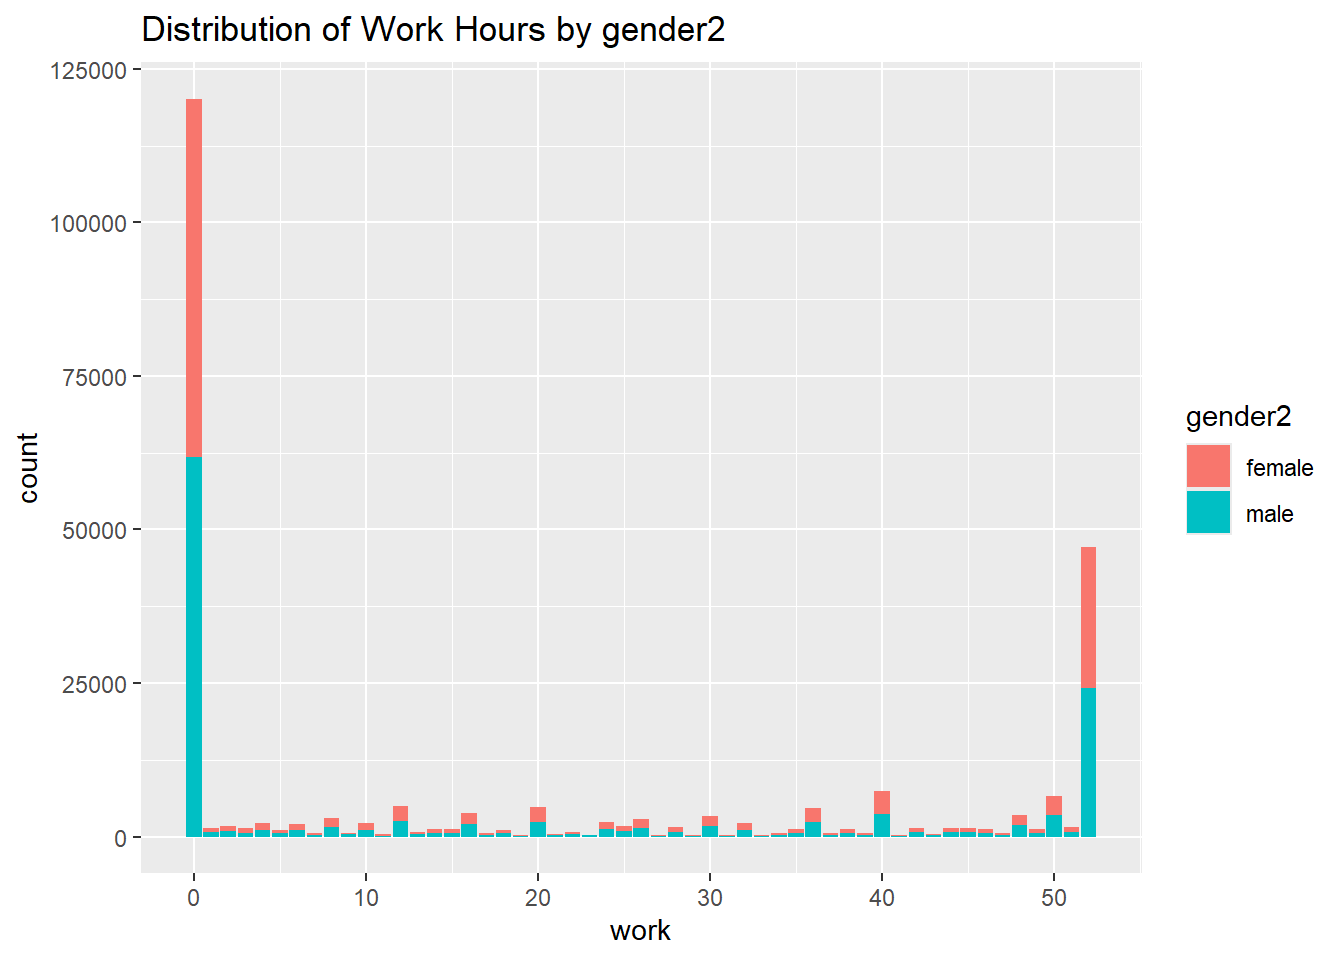 Distribution of Work Hours by gender2
125000
100000
75000
50000
25000
0
count
0 10 20 30 40 50
work
gender2
female
male